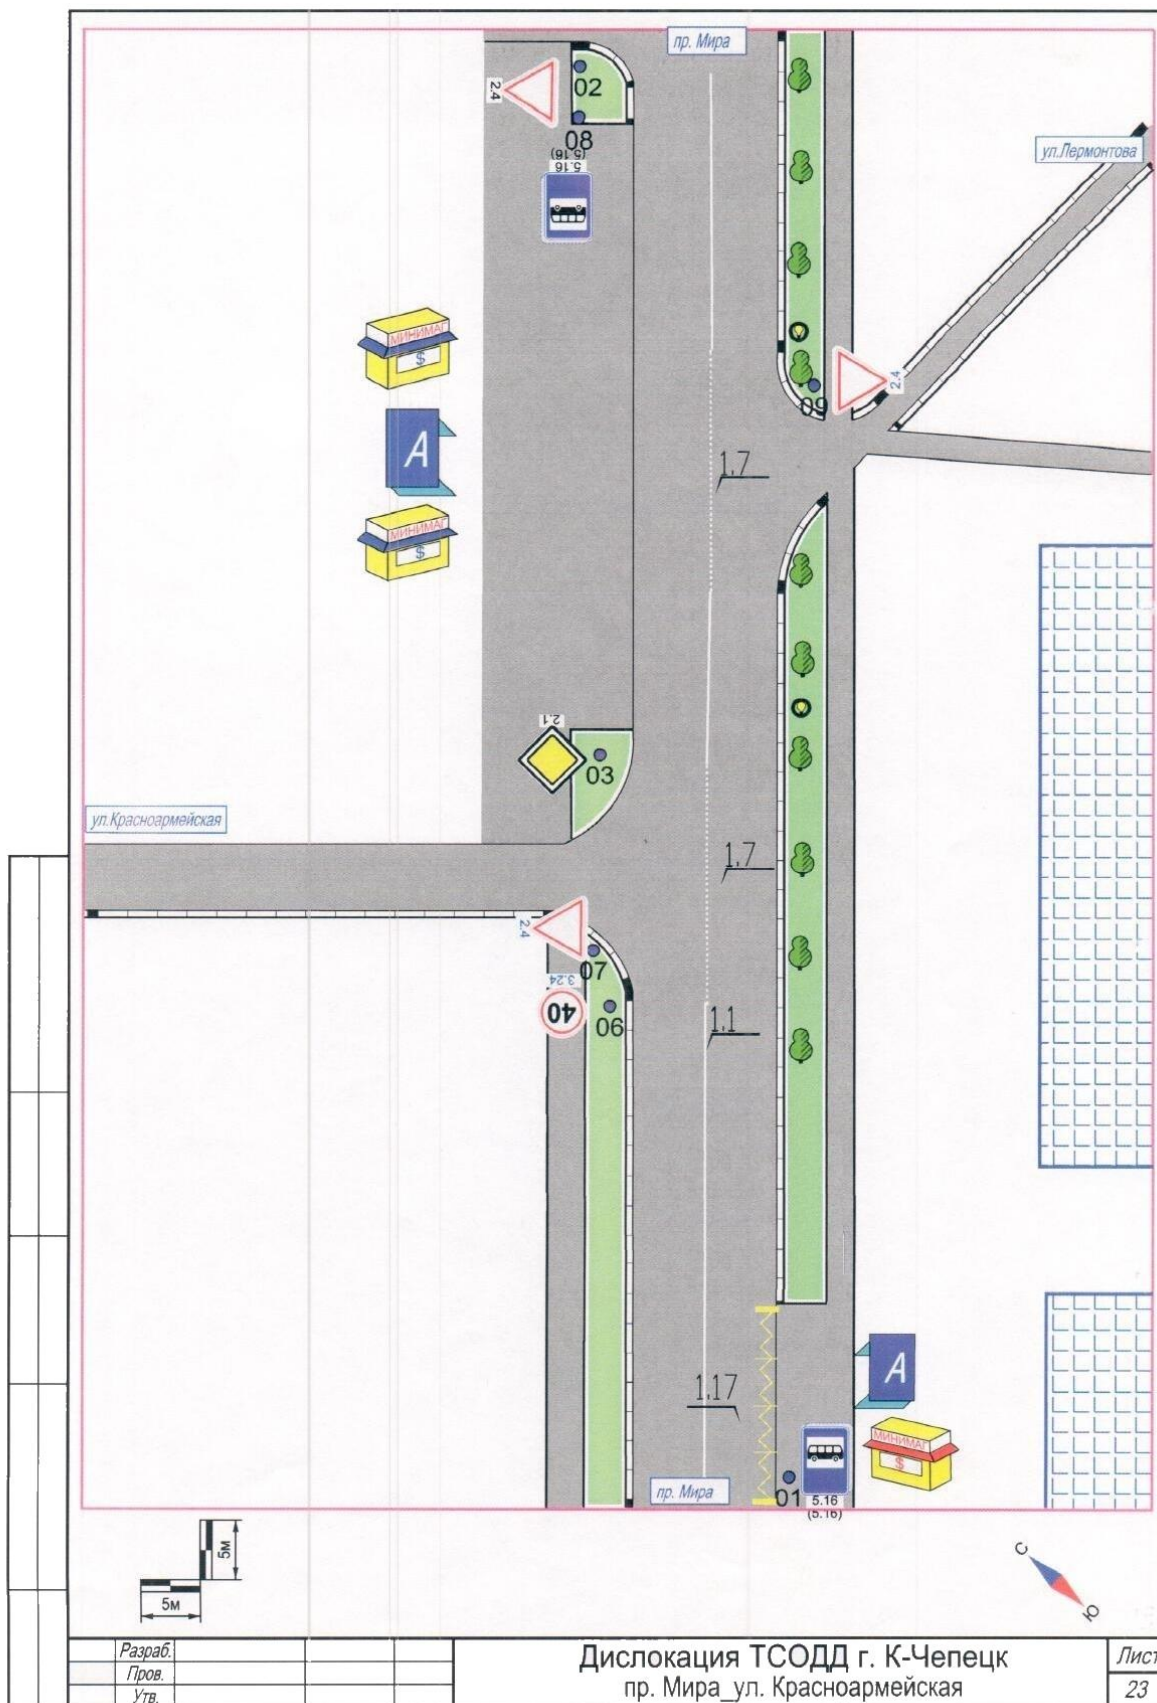 пр. Мира
2.4
02
08
(5.16)
5.16
ул.Лермонтова
МИНИМАГ
$
2.4
09
А
1.7
МИНИМАГ
$
2.1
03
ул.Красноармейская
1.7
2.4
07
3.24
40
06
1.1
А
1.17
МИНИМАГ
$
пр. Мира
01
5.16
(5.16)
5м
5м
С
Ю
Разраб.
Пров.
Утв.
Дислокация ТСОДД г. К-Чепецк
пр. Мира_ул. Красноармейская
Лист
23